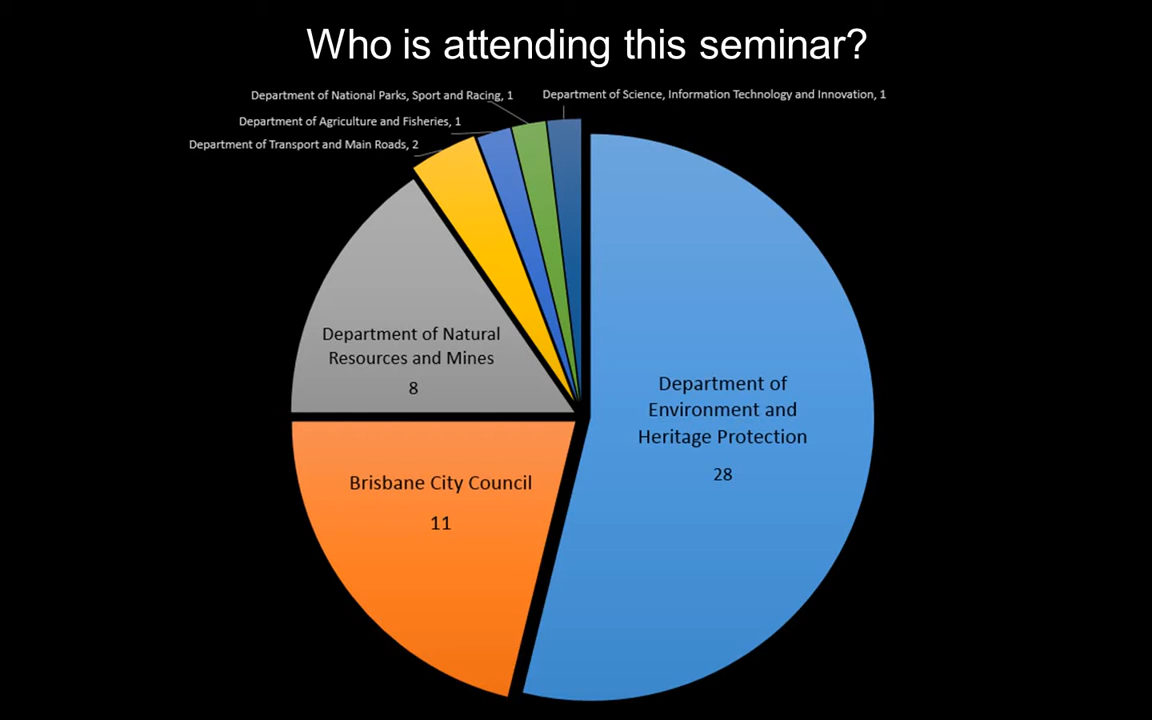 Who is attending this seminar?
Department of National Parks, Sport and Racing, 1
Department of Science, Information Technology and Innovation, 1
Department of Agriculture and Fisheries, 1
Department of Transport and Main Roads, 2
Department of Natural
Resources and Mines
8
Department of
Environment and
Heritage Protection
28
Brisbane City Council
11